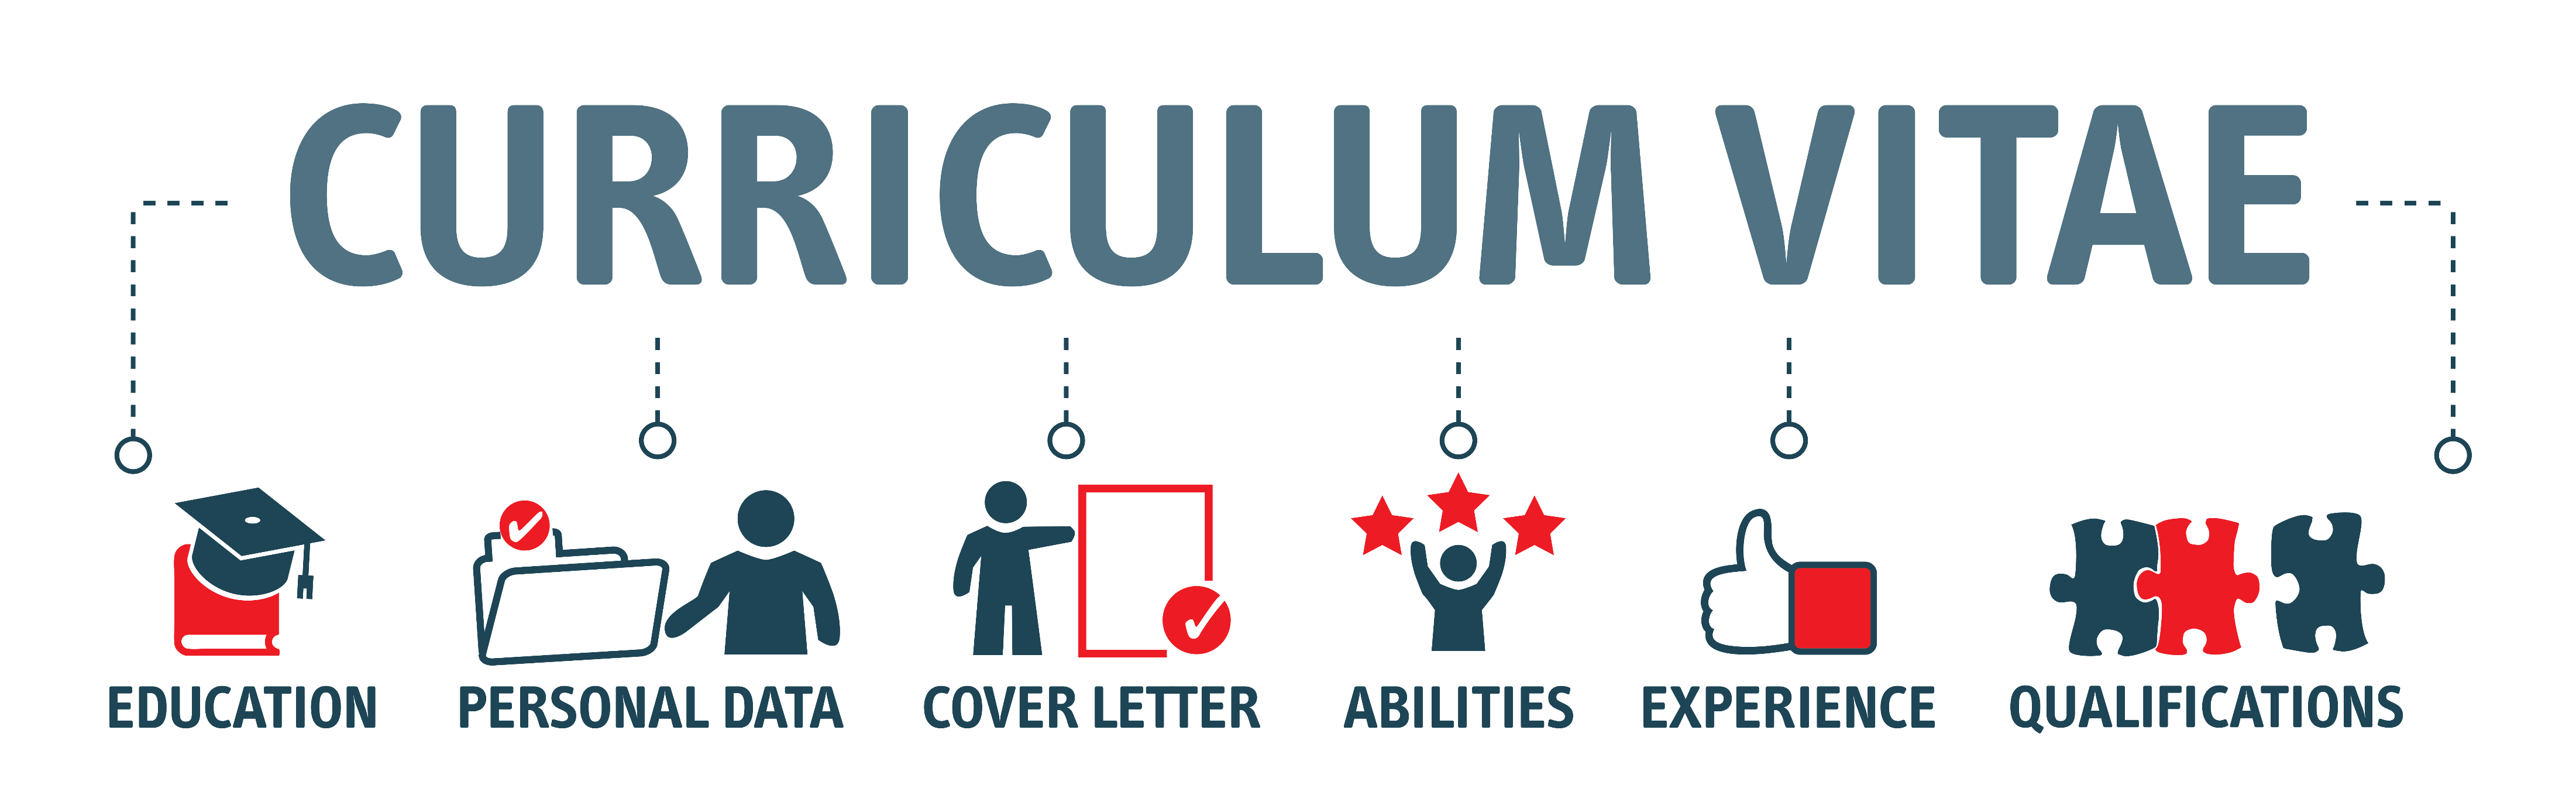 CURRICULUM VITAE
EDUCATION
PERSONAL DATA
COVER LETTER
ABILITIES
EXPERIENCE
QUALIFICATIONS